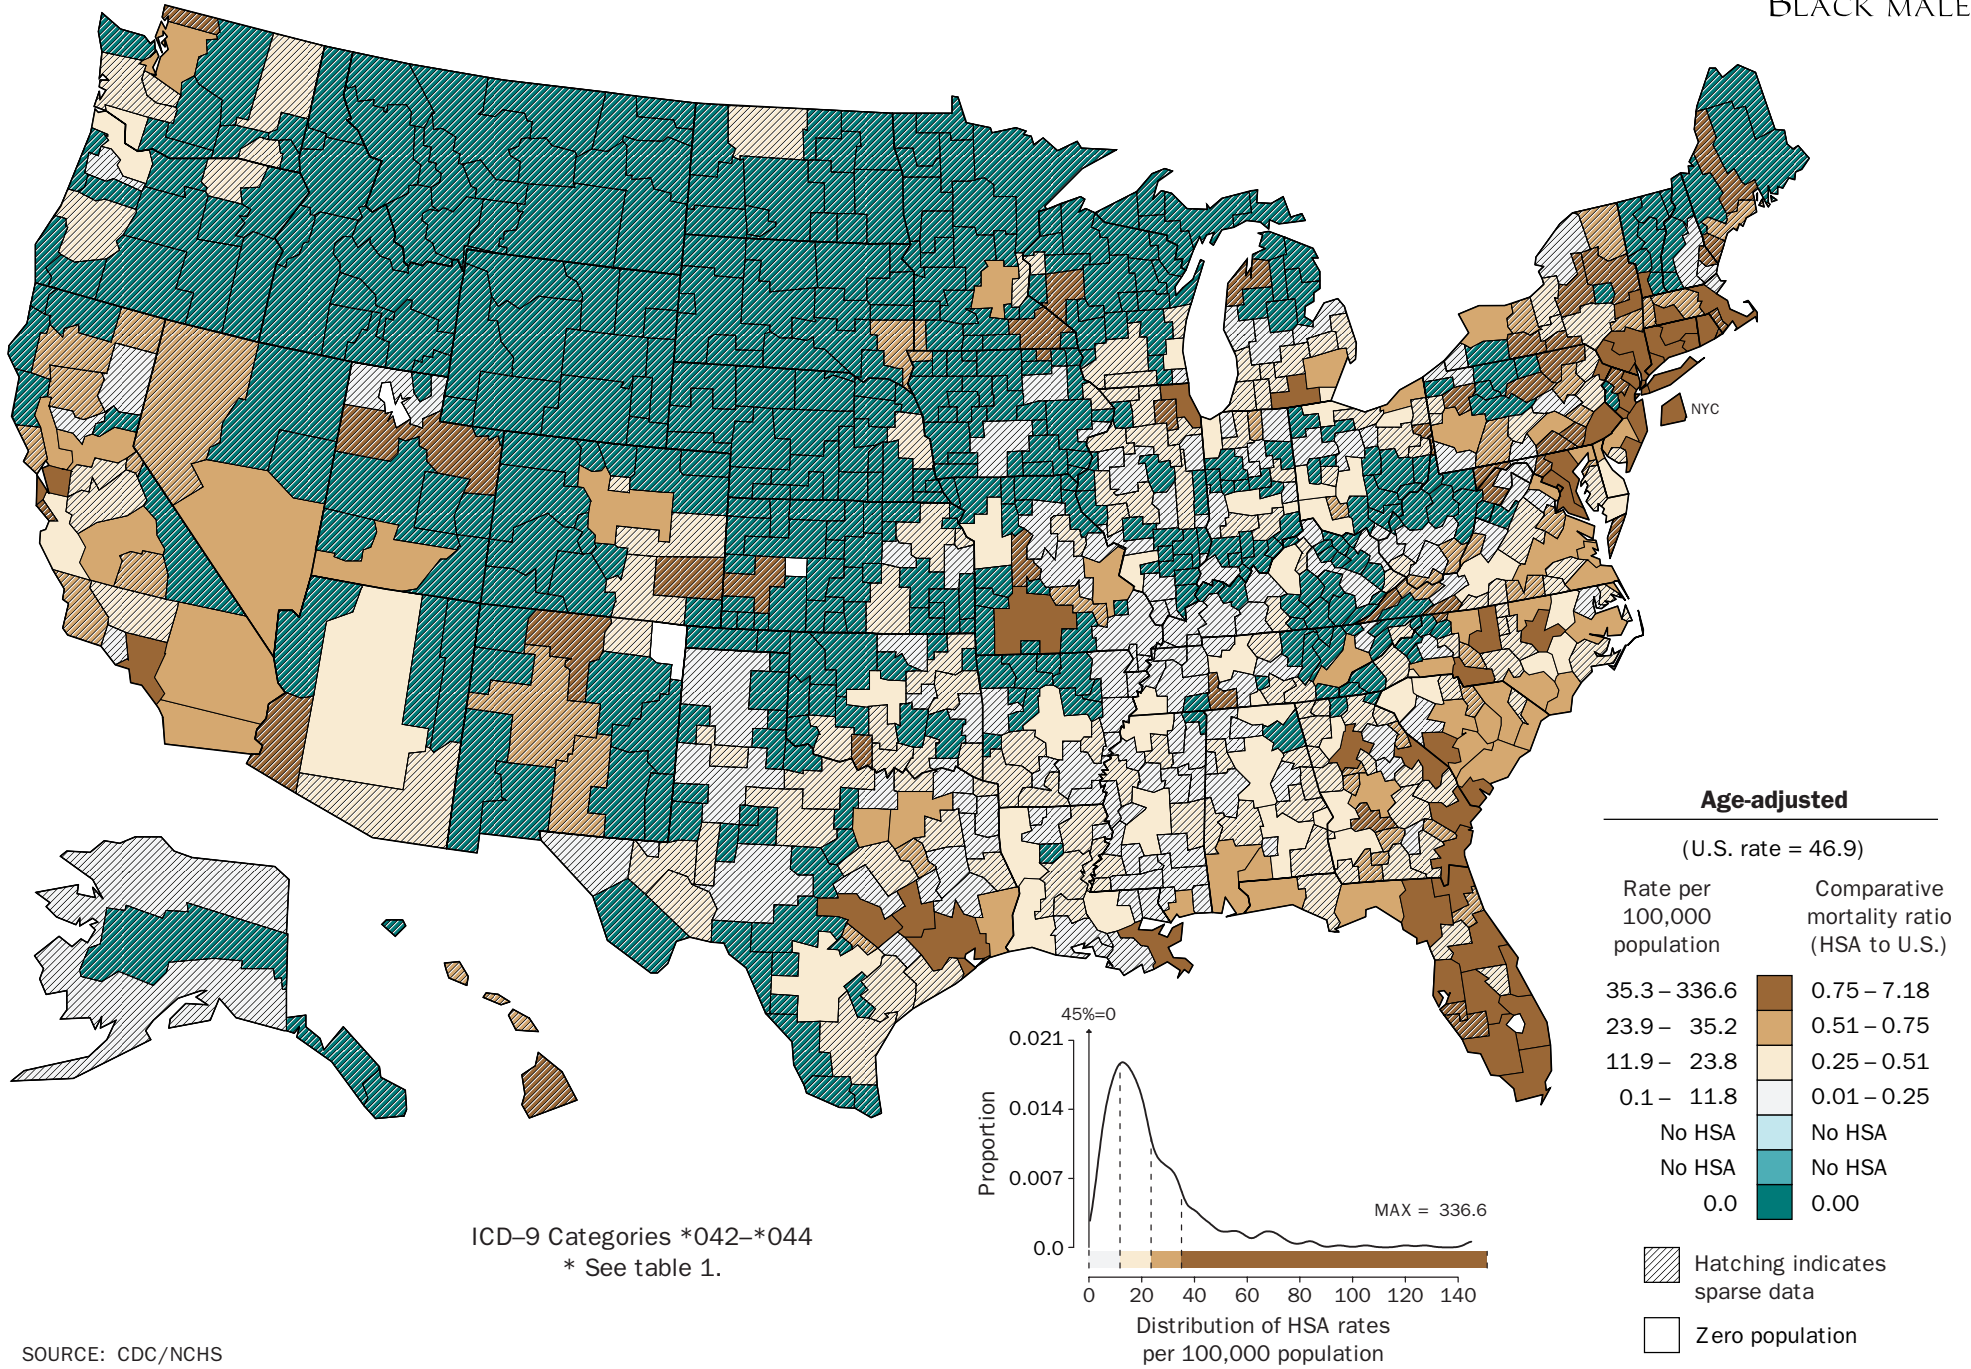 BLACK MALE
NYC
Age-adjusted
(U.S. rate = 46.9)
Rate per
100,000
population
Comparative
mortality ratio
(HSA to U.S.)
35.3 – 336.6 0.75 – 7.18
23.9 – 35.2 0.51 – 0.75
11.9 – 23.8 0.25 – 0.51
0.1 – 11.8 0.01 – 0.25
No HSA No HSA
No HSA No HSA
0.0 0.00
Hatching indicates
sparse data
Zero population
45%=0
0.021
0.014
0.007
0.0
Proportion
MAX = 336.6
0 20 40 60 80 100 120 140
Distribution of HSA rates
per 100,000 population
ICD–9 Categories *042–*044
* See table 1.
SOURCE: CDC/NCHS